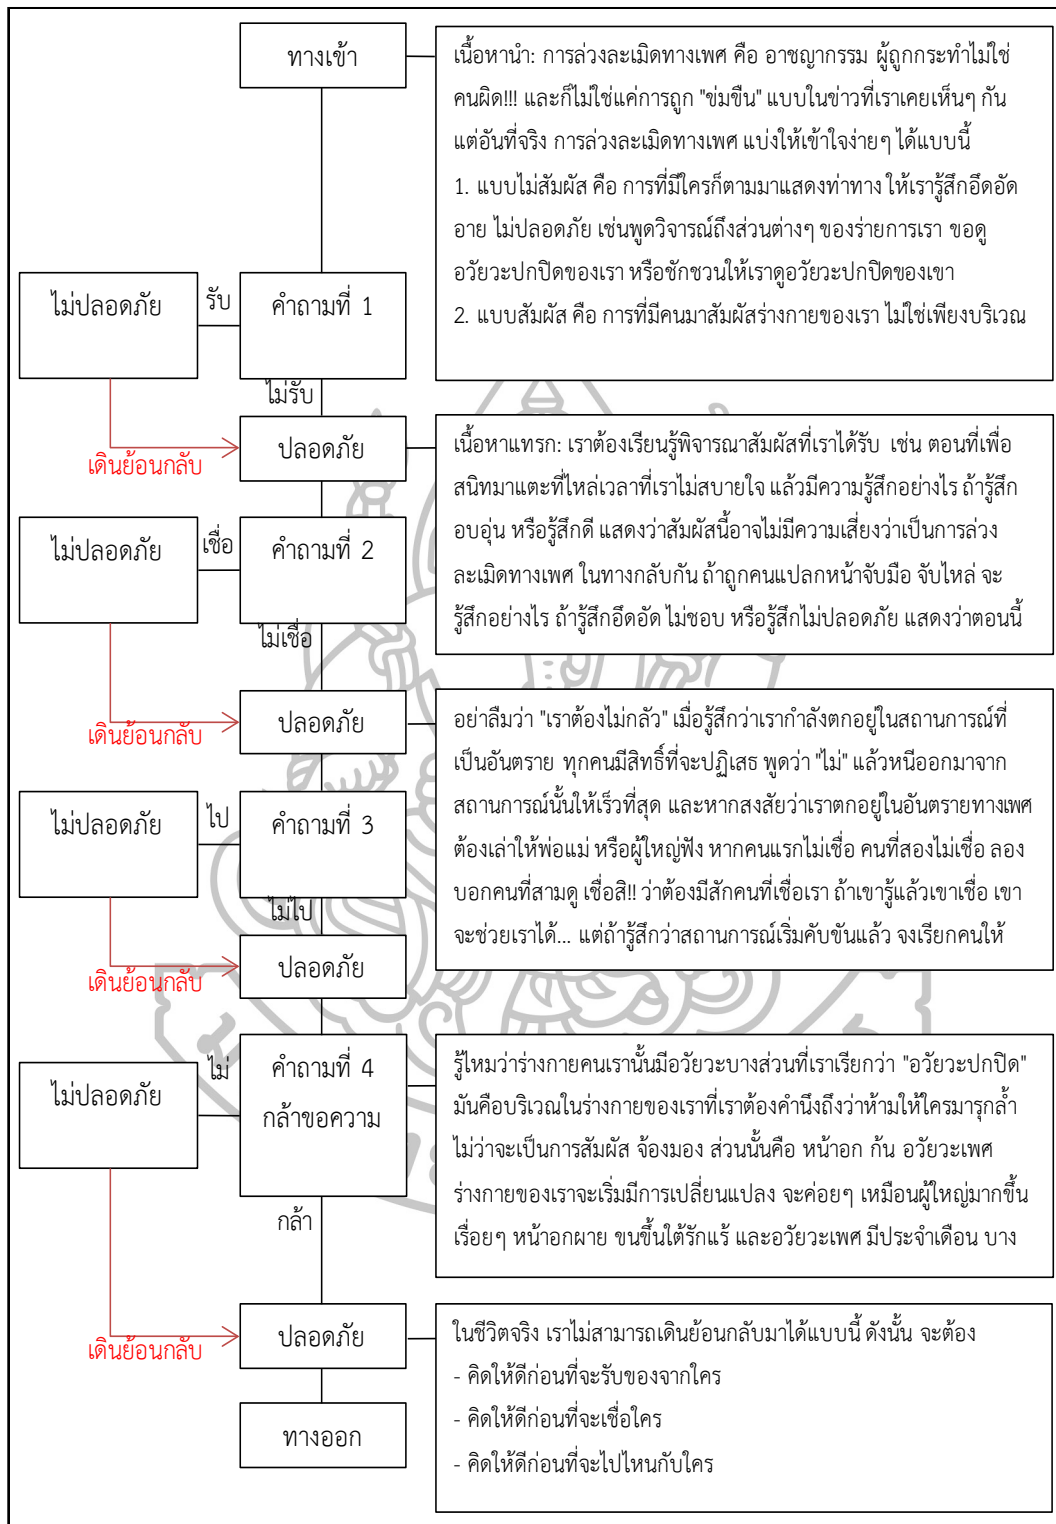 ทางเข้า
เนื้อหานำ: การล่วงละเมิดทางเพศ คือ อาชญากรรม ผู้ถูกกระทำไม่ใช่
คนผิด!!! และก็ไม่ใช่แค่การถูก "ข่มขืน" แบบในข่าวที่เราเคยเห็นๆ กัน
แต่อันที่จริง การล่วงละเมิดทางเพศ แบ่งให้เข้าใจง่ายๆ ได้แบบนี้
1. แบบไม่สัมผัส คือ การที่มีใครก็ตามมาแสดงท่าทาง ให้เรารู้สึกอึดอัด
อาย ไม่ปลอดภัย เช่นพูดวิจารณ์ถึงส่วนต่างๆ ของร่ายการเรา ขอดู
อวัยวะปกปิดของเรา หรือชักชวนให้เราดูอวัยวะปกปิดของเขา
2. แบบสัมผัส คือ การที่มีคนมาสัมผัสร่างกายของเรา ไม่ใช่เพียงบริเวณ
ไม่ปลอดภัย
รับ
คำถามที่ 1
ไม่รับ
เดินย้อนกลับ
ปลอดภัย
เนื้อหาแทรก: เราต้องเรียนรู้พิจารณาสัมผัสที่เราได้รับ เช่น ตอนที่เพื่อ
สนิทมาแตะที่ไหล่เวลาที่เราไม่สบายใจ แล้วมีความรู้สึกอย่างไร ถ้ารู้สึก
อบอุ่น หรือรู้สึกดี แสดงว่าสัมผัสนี้อาจไม่มีความเสี่ยงว่าเป็นการล่วง
ละเมิดทางเพศ ในทางกลับกัน ถ้าถูกคนแปลกหน้าจับมือ จับไหล่ จะ
รู้สึกอย่างไร ถ้ารู้สึกอึดอัด ไม่ชอบ หรือรู้สึกไม่ปลอดภัย แสดงว่าตอนนี้
ไม่ปลอดภัย
เชื่อ
คำถามที่ 2
ไม่เชื่อ
เดินย้อนกลับ
ปลอดภัย
อย่าลืมว่า "เราต้องไม่กลัว" เมื่อรู้สึกว่าเรากำลังตกอยู่ในสถานการณ์ที่
เป็นอันตราย ทุกคนมีสิทธิ์ที่จะปฏิเสธ พูดว่า "ไม่" แล้วหนีออกมาจาก
สถานการณ์นั้นให้เร็วที่สุด และหากสงสัยว่าเราตกอยู่ในอันตรายทางเพศ
ต้องเล่าให้พ่อแม่ หรือผู้ใหญ่ฟัง หากคนแรกไม่เชื่อ คนที่สองไม่เชื่อ ลอง
บอกคนที่สามดู เชื่อสิ!! ว่าต้องมีสักคนที่เชื่อเรา ถ้าเขารู้แล้วเขาเชื่อ เขา
จะช่วยเราได้... แต่ถ้ารู้สึกว่าสถานการณ์เริ่มคับขันแล้ว จงเรียกคนให้
ไม่ปลอดภัย
ไป
คำถามที่ 3
ไม่ไป
เดินย้อนกลับ
ปลอดภัย
ไม่ปลอดภัย
ไม่
คำถามที่ 4
กล้าขอความ
กล้า
รู้ไหมว่าร่างกายคนเรานั้นมีอวัยวะบางส่วนที่เราเรียกว่า "อวัยวะปกปิด"
มันคือบริเวณในร่างกายของเราที่เราต้องคำนึงถึงว่าห้ามให้ใครมารุกล้ำ
ไม่ว่าจะเป็นการสัมผัส จ้องมอง ส่วนนั้นคือ หน้าอก ก้น อวัยวะเพศ
ร่างกายของเราจะเริ่มมีการเปลี่ยนแปลง จะค่อยๆ เหมือนผู้ใหญ่มากขึ้น
เรื่อยๆ หน้าอกผาย ขนขึ้นใต้รักแร้ และอวัยวะเพศ มีประจำเดือน บาง
เดินย้อนกลับ
ปลอดภัย
ในชีวิตจริง เราไม่สามารถเดินย้อนกลับมาได้แบบนี้ ดังนั้น จะต้อง
- คิดให้ดีก่อนที่จะรับของจากใคร
- คิดให้ดีก่อนที่จะเชื่อใคร
- คิดให้ดีก่อนที่จะไปไหนกับใคร
ทางออก